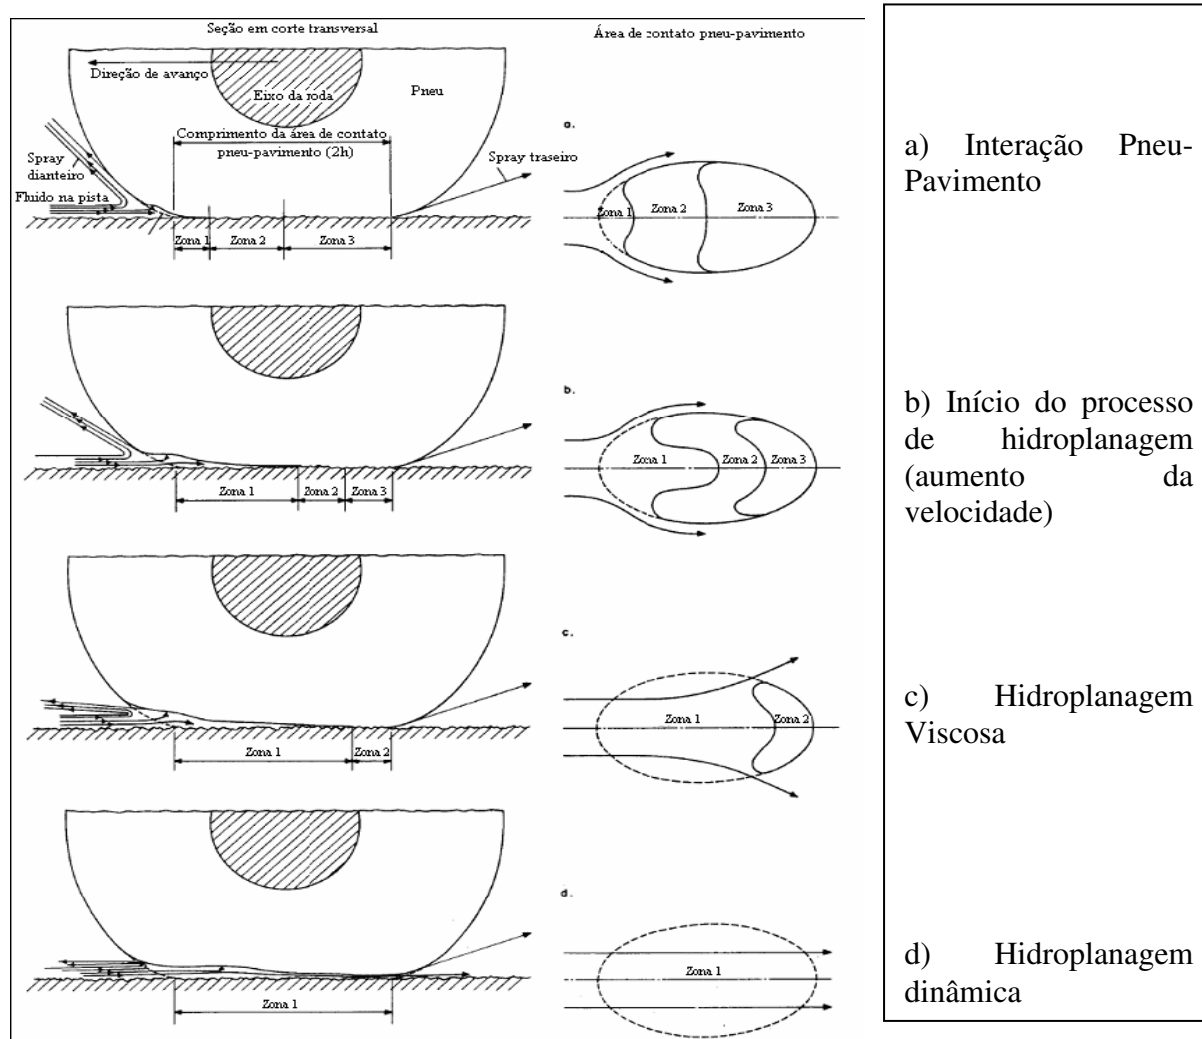 Seção em corte transversal
Área de contato pneu-pavimento
Direção de avanço
Eixo da roda
Pneu
Comprimento da área de contato
pneu-pavimento (2h)
Spray
dianteiro
Fluido na pista
Spray traseiro
Zona 1
Zona 2
Zona 3
a.
Zona 1
Zona 2
Zona 3
a) Interação Pneu-
Pavimento
Zona 1
Zona 2
Zona 3
b.
Zona 1
Zona 2
Zona 3
b) Início do processo
de hidroplanagem
(aumento da
velocidade)
Zona 1
Zona 2
c.
Zona 1
Zona 2
c) Hidroplanagem
Viscosa
Zona 1
d.
Zona 1
d) Hidroplanagem
dinâmica